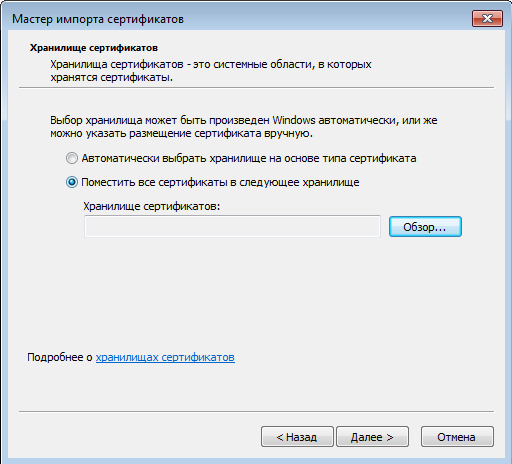 Мастер импорта сертификатов
Хранилище сертификатов
Хранилища сертификатов - это системные области, в которых
хранятся сертификаты.
Выбор хранилища может быть произведен Windows автоматически, или же
можно указать размещение сертификата вручную.
Автоматически выбрать хранилище на основе типа сертификата
Поместить все сертификаты в следующее хранилище
Хранилище сертификатов:
Обзор...
Подробнее о хранилищах сертификатов
< Назад Далее > Отмена